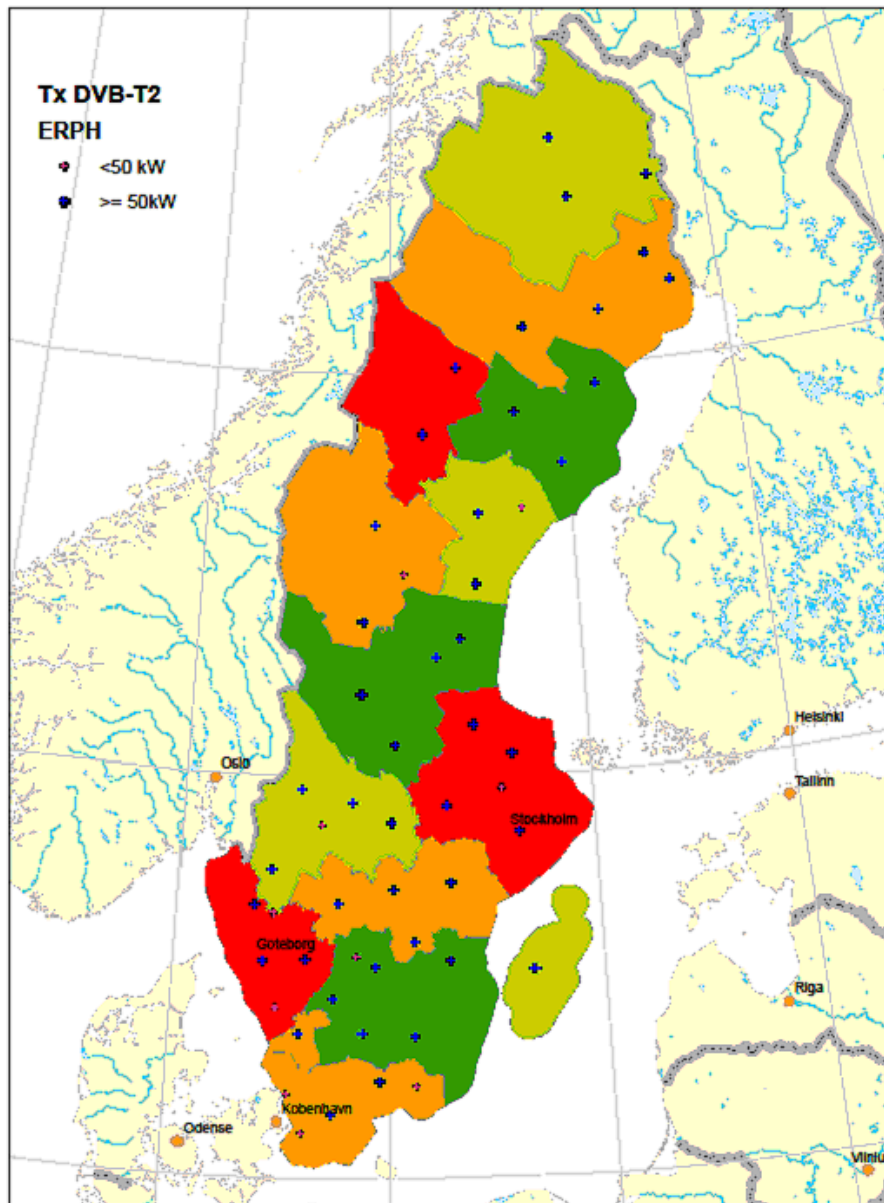 Tx DVB-T2
ERPH
<50 kW
>= 50kW
Helsinki
Oslo
Tallinn
Stockholm
Goteborg
Riga
Kobenhavn
Odense
Vilniu